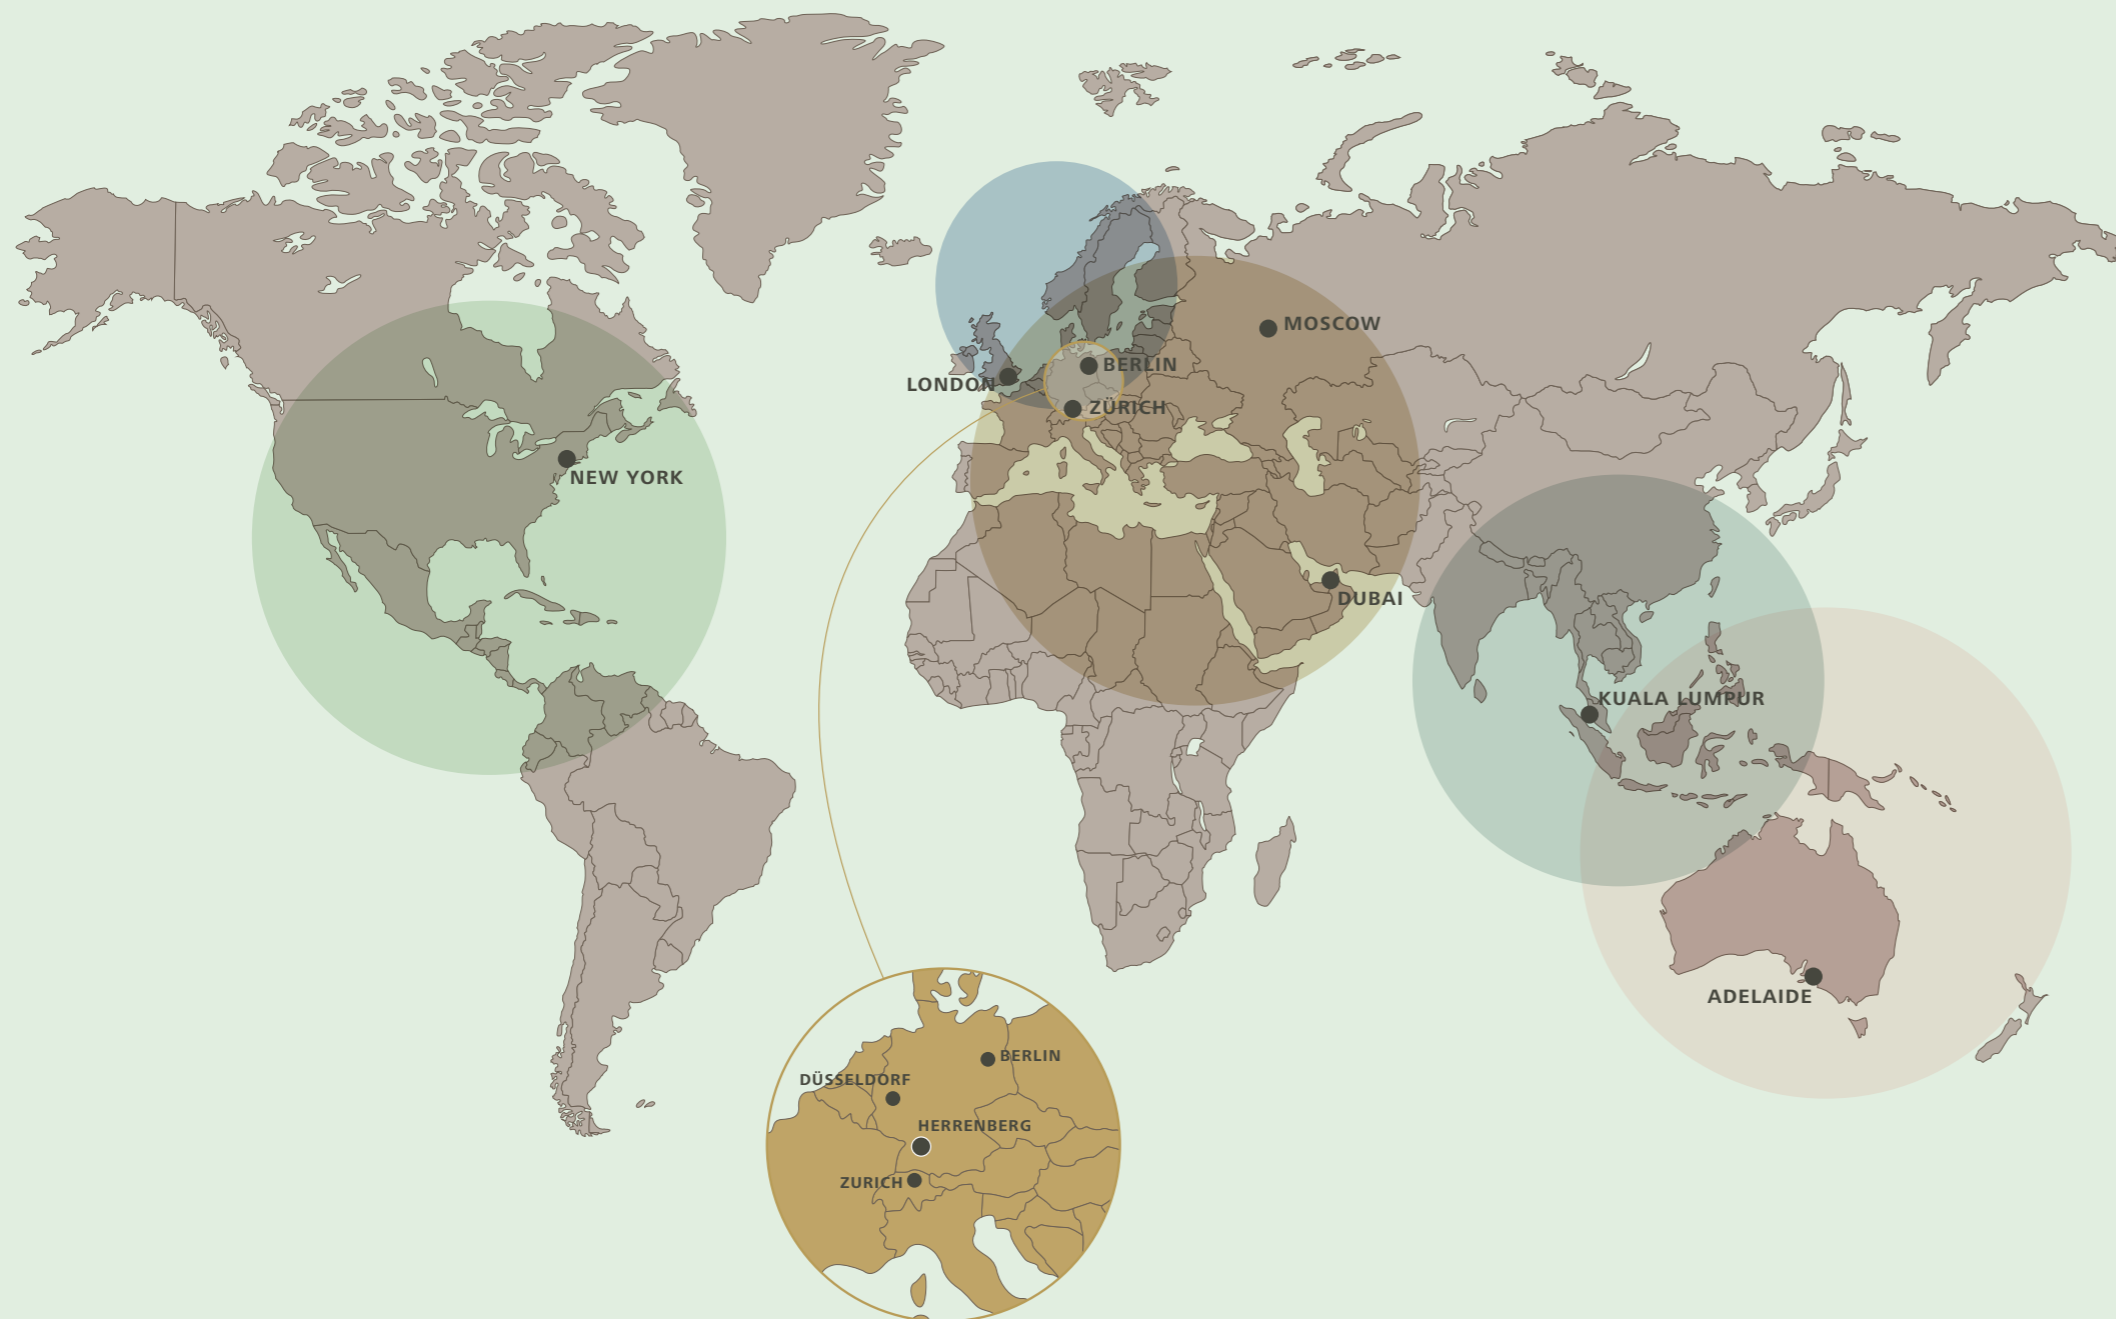 MOSCOW
BERLIN
LONDON
ZÜRICH
NEW YORK
DUBAI
KUALA LUMPUR
ADELAIDE
BERLIN
DÜSSELDORF
HERRENBERG
ZURICH